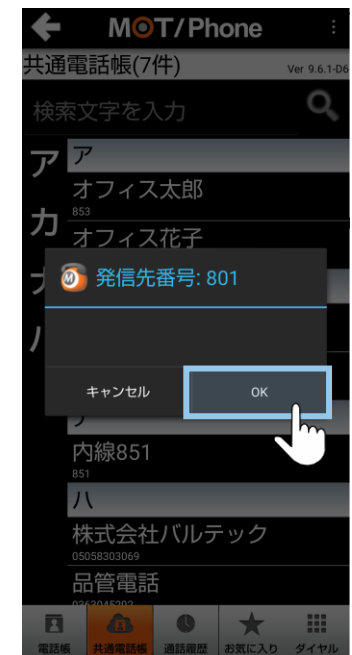 MOT/Phone
共通電話帳(7件) Ver 9.6.1-D6
検索文字を入力
ア
ア
オフィス太郎
853
カ
オフィス花子
発信先番号: 801
キャンセル OK
内線851
851
ハ
株式会社バルテック
05058303069
品管電話
0363045202
電話帳 共通電話帳 通話履歴 お気に入り ダイヤル